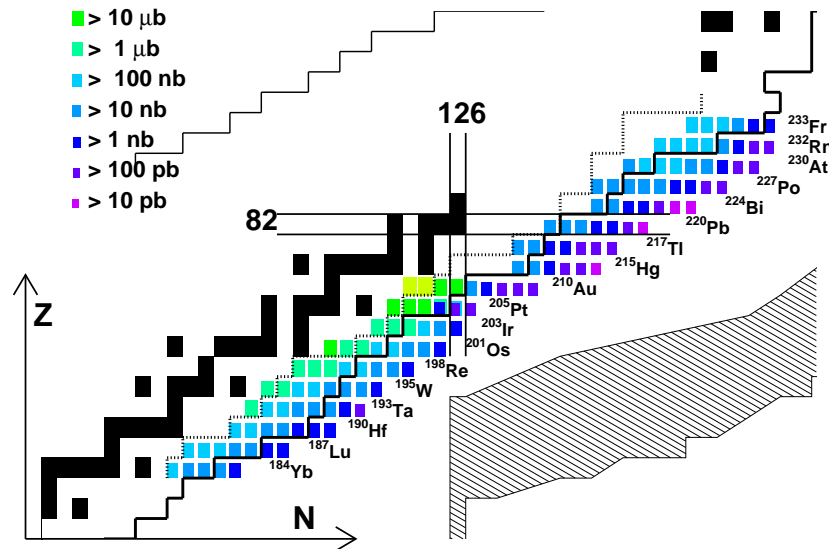 > 10 μb
> 1 μb
> 100 nb
> 10 nb
> 1 nb
> 100 pb
> 10 pb
126
82
Z
N
²³³Fr
²³²Rn
²³⁰At
²²⁷Po
²²⁴Bi
²²⁰Pb
²¹⁷Tl
²¹⁵Hg
²¹⁰Au
²⁰⁵Pt
²⁰³Ir
²⁰¹Os
¹⁹⁸Re
¹⁹⁵W
¹⁹³Ta
¹⁹⁰Hf
¹⁸⁷Lu
¹⁸⁴Yb